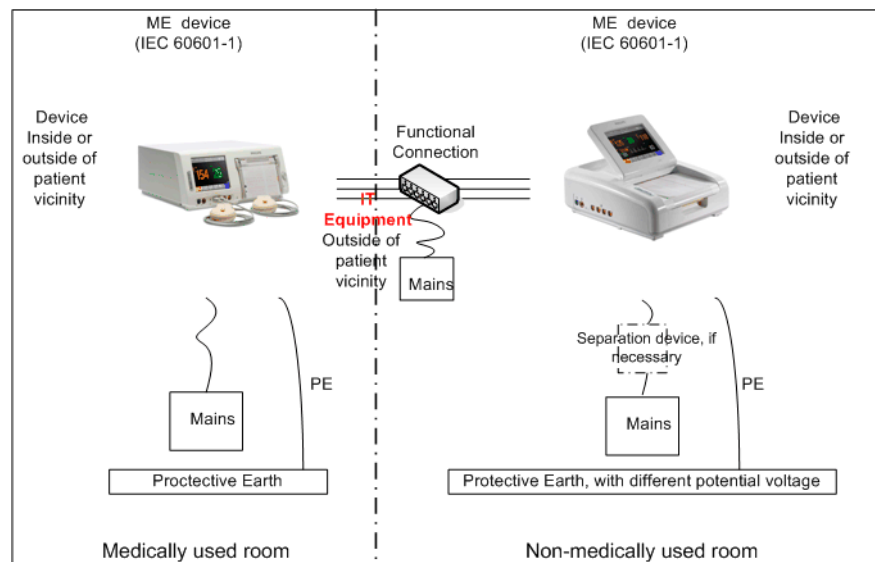 ME device
(IEC 60601-1)
ME device
(IEC 60601-1)
Device
Inside or
outside of
patient
vicinity
Functional
Connection
Device
Inside or
outside of
patient
vicinity
IT
Equipment
Outside of
patient
vicinity
Mains
Separation device, if
necessary
PE
PE
Mains
Mains
Proctective Earth
Protective Earth, with different potential voltage
Medically used room
Non-medically used room